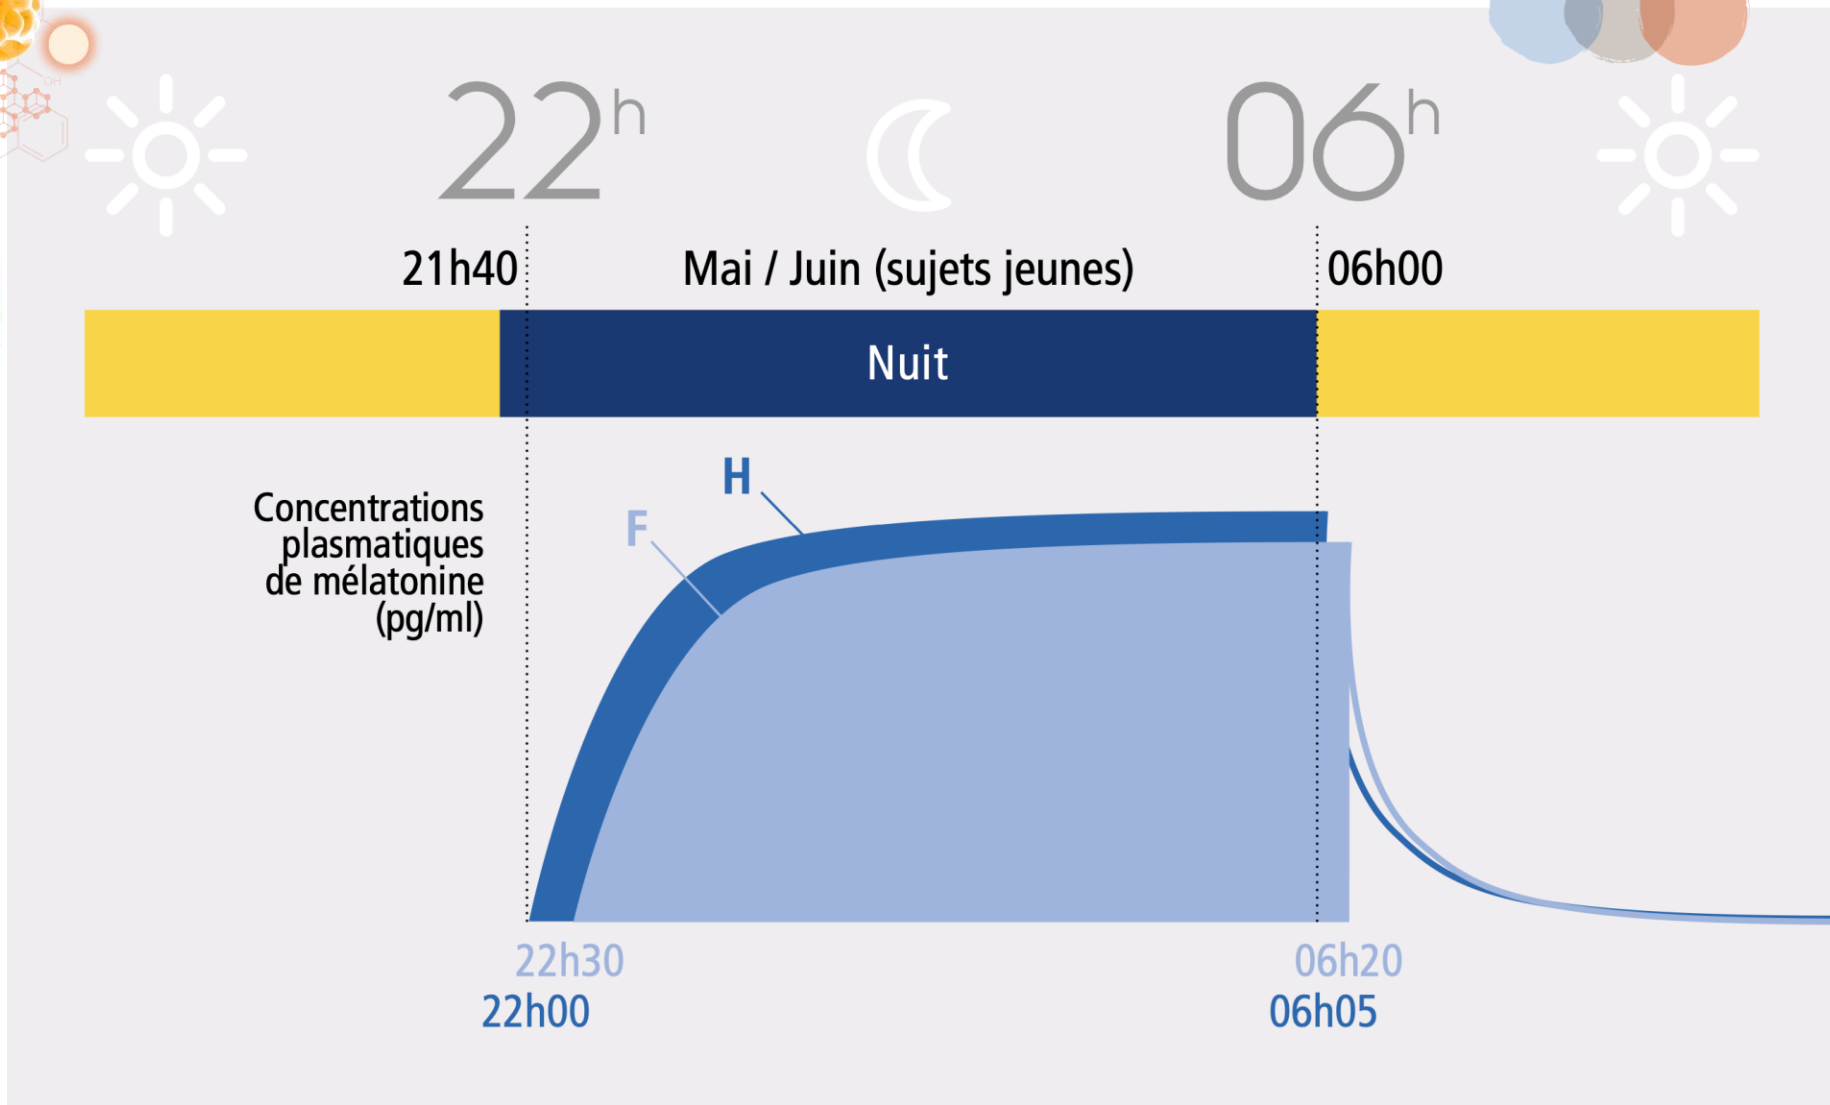 OH
22h
06h
21h40
Mai / Juin (sujets jeunes)
06h00
Nuit
H
F
Concentrations
plasmatiques
de mélatonine
(pg/ml)
22h30
06h20
22h00
06h05